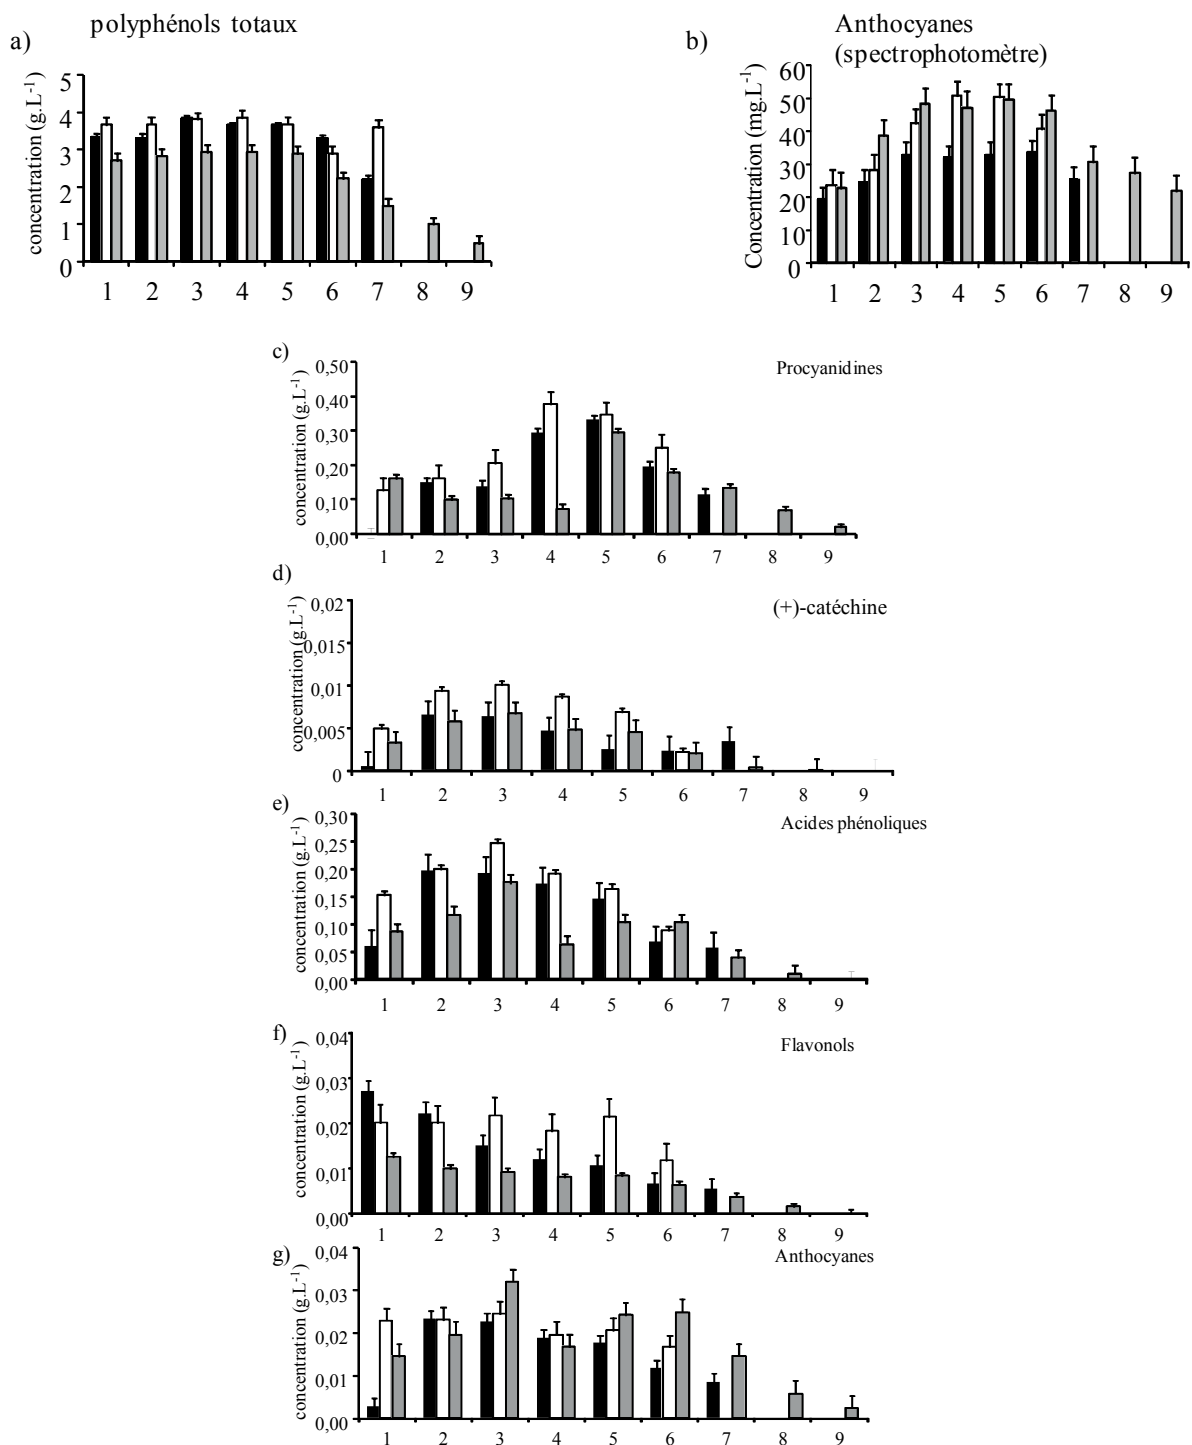 a)
polyphénols totaux
concentration (g.L-1)
5
4
3
2
1
0
1 2 3 4 5 6 7 8 9
b)
Anthocyanes
(spectrophotomètre)
Concentration (mg.L-1)
60
50
40
30
20
10
0
1 2 3 4 5 6 7 8 9
c)
Procyanidines
concentration (g.L-1)
0,50
0,40
0,30
0,20
0,10
0,00
1 2 3 4 5 6 7 8 9
d)
(+)-catéchine
concentration (g.L-1)
0,02
0,015
0,01
0,005
0
1 2 3 4 5 6 7 8 9
e)
Acides phénoliques
concentration (g.L-1)
0,30
0,25
0,20
0,15
0,10
0,05
0,00
1 2 3 4 5 6 7 8 9
f)
Flavonols
concentration (g.L-1)
0,04
0,03
0,02
0,01
0,00
1 2 3 4 5 6 7 8 9
g)
Anthocyanes
concentration (g.L-1)
0,04
0,03
0,02
0,01
0,00
1 2 3 4 5 6 7 8 9